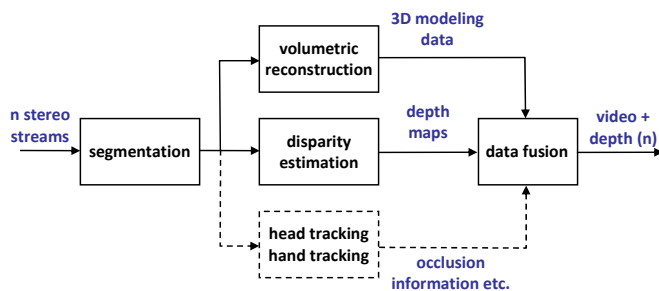 3D modeling
data
volumetric
reconstruction
n stereo
streams
segmentation
disparity
estimation
depth
maps
data fusion
video +
depth (n)
head tracking
hand tracking
occlusion
information etc.